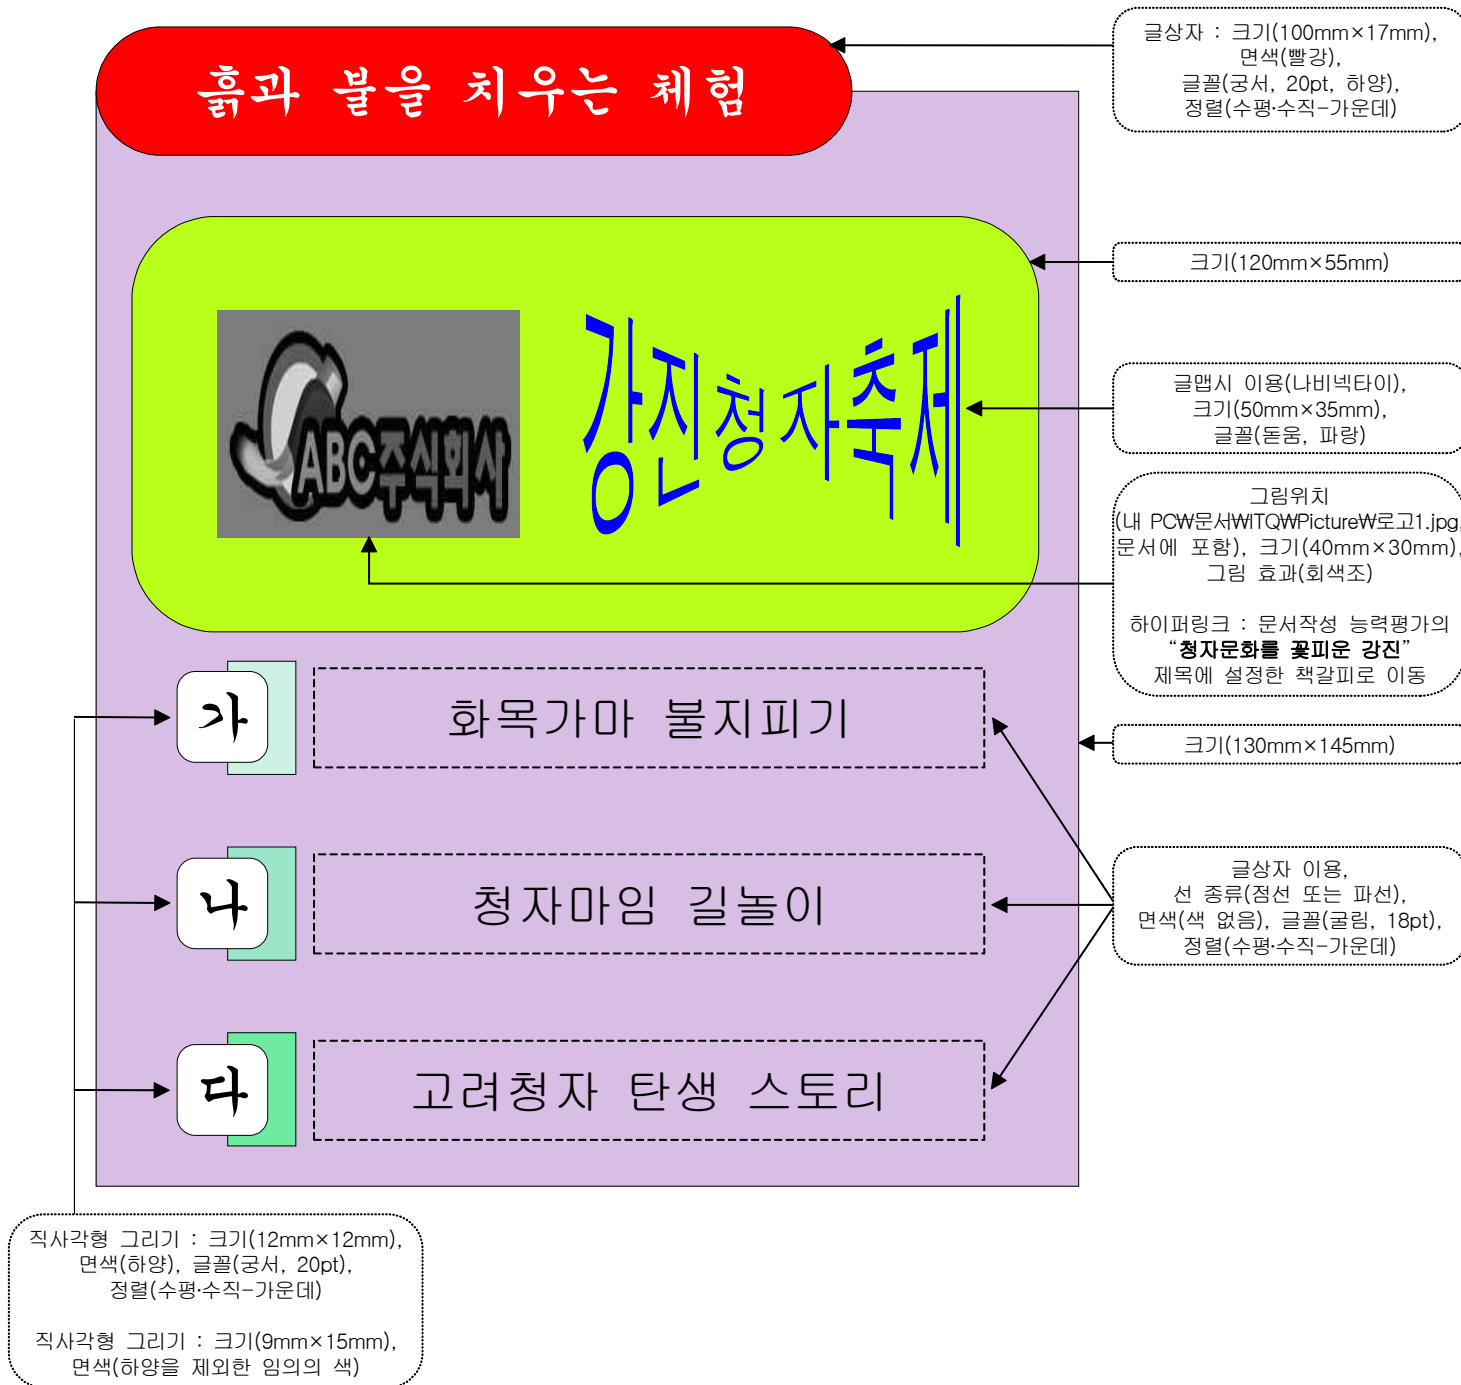 흙과 불을 치우는 체험
글상자 : 크기(100mm×17mm),
면색(빨강),
글꼴(궁서, 20pt, 하양),
정렬(수평·수직-가운데)
크기(120mm×55mm)
ABC주식회사
강진청자축제
글맵시 이용(나비넥타이),
크기(50mm×35mm),
글꼴(돋움, 파랑)
그림위치
(내 PC₩문서₩ITQ₩Picture₩로고1.jpg,
문서에 포함), 크기(40mm×30mm),
그림 효과(회색조)
하이퍼링크 : 문서작성 능력평가의
“청자문화를 꽃피운 강진”
제목에 설정한 책갈피로 이동
가
화목가마 불지피기
크기(130mm×145mm)
나
청자마임 길놀이
글상자 이용,
선 종류(점선 또는 파선),
면색(색 없음), 글꼴(굴림, 18pt),
정렬(수평·수직-가운데)
다
고려청자 탄생 스토리
직사각형 그리기 : 크기(12mm×12mm),
면색(하양), 글꼴(궁서, 20pt),
정렬(수평·수직-가운데)
직사각형 그리기 : 크기(9mm×15mm),
면색(하양을 제외한 임의의 색)